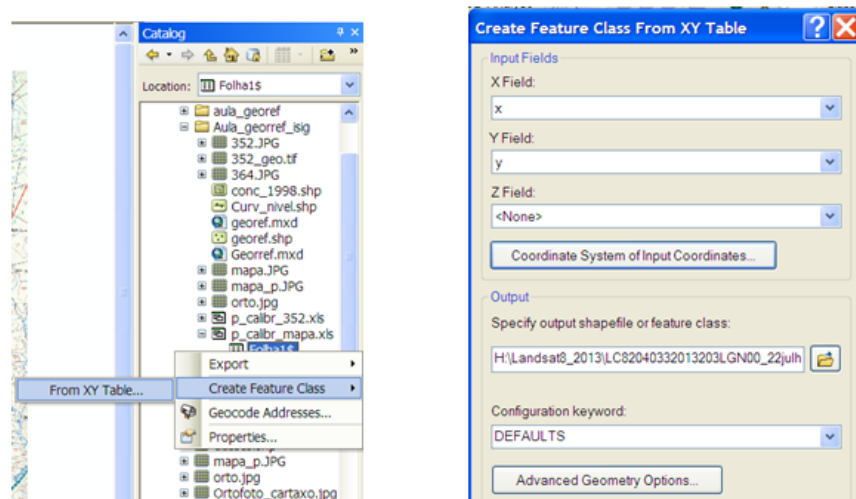 Catalog
Location: Folha1$
aula_georef
Aula_georref_isig
352.JPG
352_geo.tif
364.JPG
conc_1998.shp
Curv_nivel.shp
georef.mxd
georef.shp
Georref.mxd
mapa.JPG
mapa_p.JPG
orto.jpg
p_calibr_352.xls
p_calibr_mapa.xls
Folha1$
Export
Create Feature Class
From XY Table...
Geocode Addresses...
Properties...
mapa_p.JPG
orto.jpg
Ortofoto_cartaxo.jpg
Create Feature Class From XY Table
Input Fields
X Field:
x
Y Field:
y
Z Field:
<None>
Coordinate System of Input Coordinates...
Output
Specify output shapefile or feature class:
H:\Landsat8_2013\LC82040332013203LGN00_22julh
Configuration keyword:
DEFAULTS
Advanced Geometry Options...